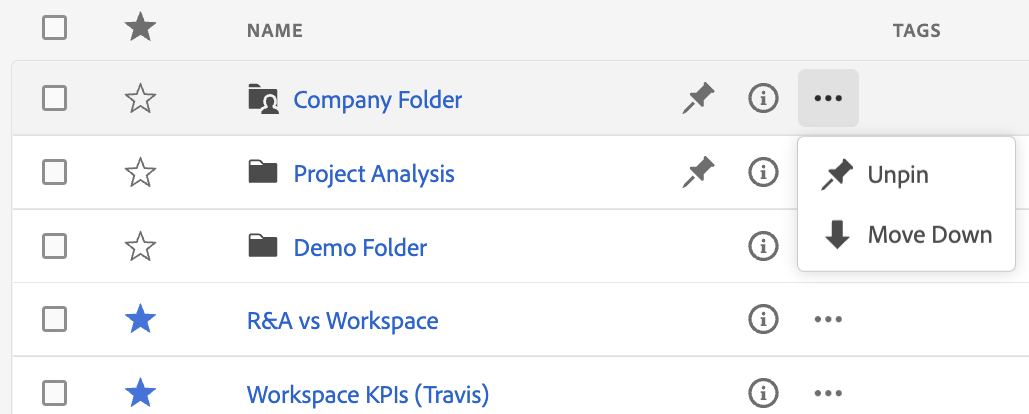 NAME TAGS
Company Folder
Project Analysis
Unpin
Move Down
Demo Folder
R&A vs Workspace
Workspace KPIs (Travis)